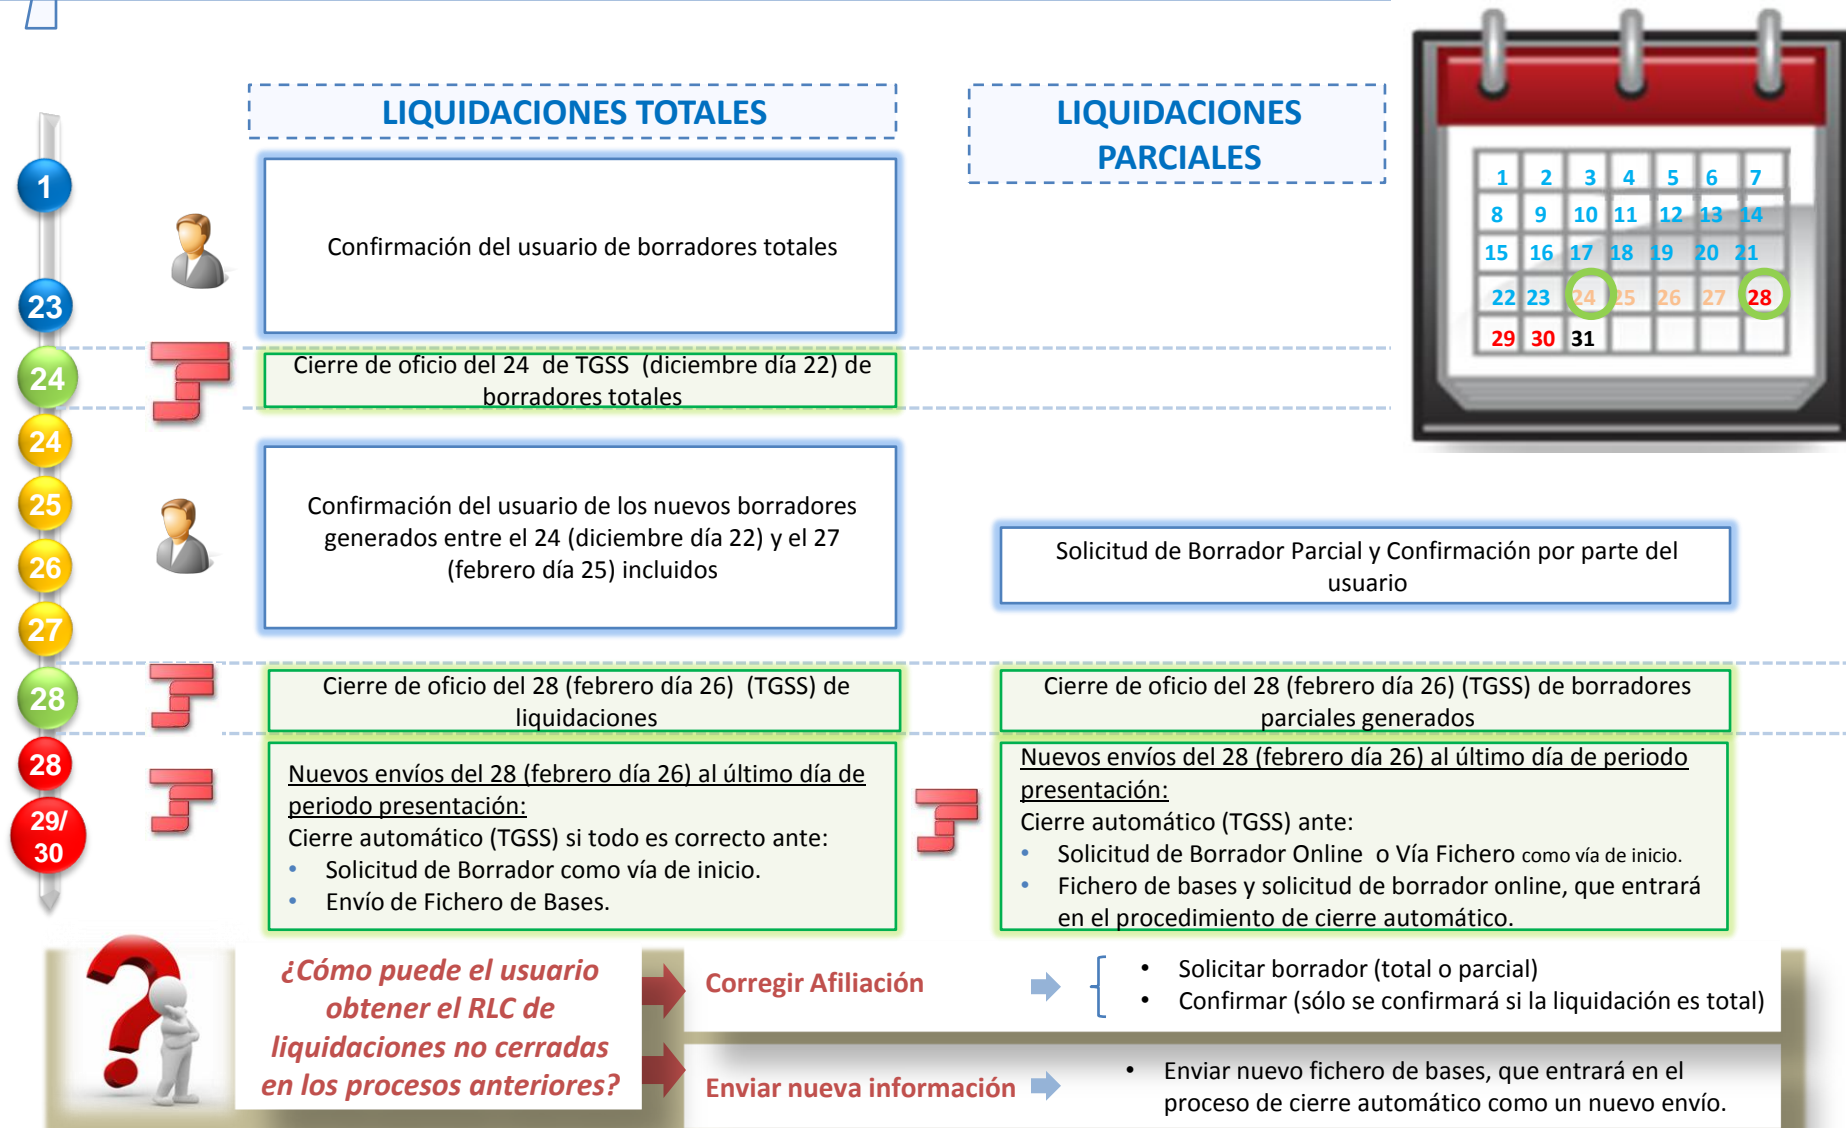 LIQUIDACIONES TOTALES
LIQUIDACIONES
PARCIALES
1 2 3 4 5 6 7
8 9 10 11 12 13 14
15 16 17 18 19 20 21
22 23 24 25 26 27 28
29 30 31
1
Confirmación del usuario de borradores totales
23
24
Cierre de oficio del 24 de TGSS (diciembre día 22) de
borradores totales
24
25
26
27
Confirmación del usuario de los nuevos borradores
generados entre el 24 (diciembre día 22) y el 27
(febrero día 25) incluidos
Solicitud de Borrador Parcial y Confirmación por parte del
usuario
28
Cierre de oficio del 28 (febrero día 26) (TGSS) de
liquidaciones
Cierre de oficio del 28 (febrero día 26) (TGSS) de borradores
parciales generados
28
29/
30
Nuevos envíos del 28 (febrero día 26) al último día de
periodo presentación:
Cierre automático (TGSS) si todo es correcto ante:
• Solicitud de Borrador como vía de inicio.
• Envío de Fichero de Bases.
Nuevos envíos del 28 (febrero día 26) al último día de periodo
presentación:
Cierre automático (TGSS) ante:
• Solicitud de Borrador Online o Vía Fichero como vía de inicio.
• Fichero de bases y solicitud de borrador online, que entrará
en el procedimiento de cierre automático.
¿Cómo puede el usuario
obtener el RLC de
liquidaciones no cerradas
en los procesos anteriores?
Corregir Afiliación
• Solicitar borrador (total o parcial)
• Confirmar (sólo se confirmará si la liquidación es total)
Enviar nueva información
• Enviar nuevo fichero de bases, que entrará en el
proceso de cierre automático como un nuevo envío.